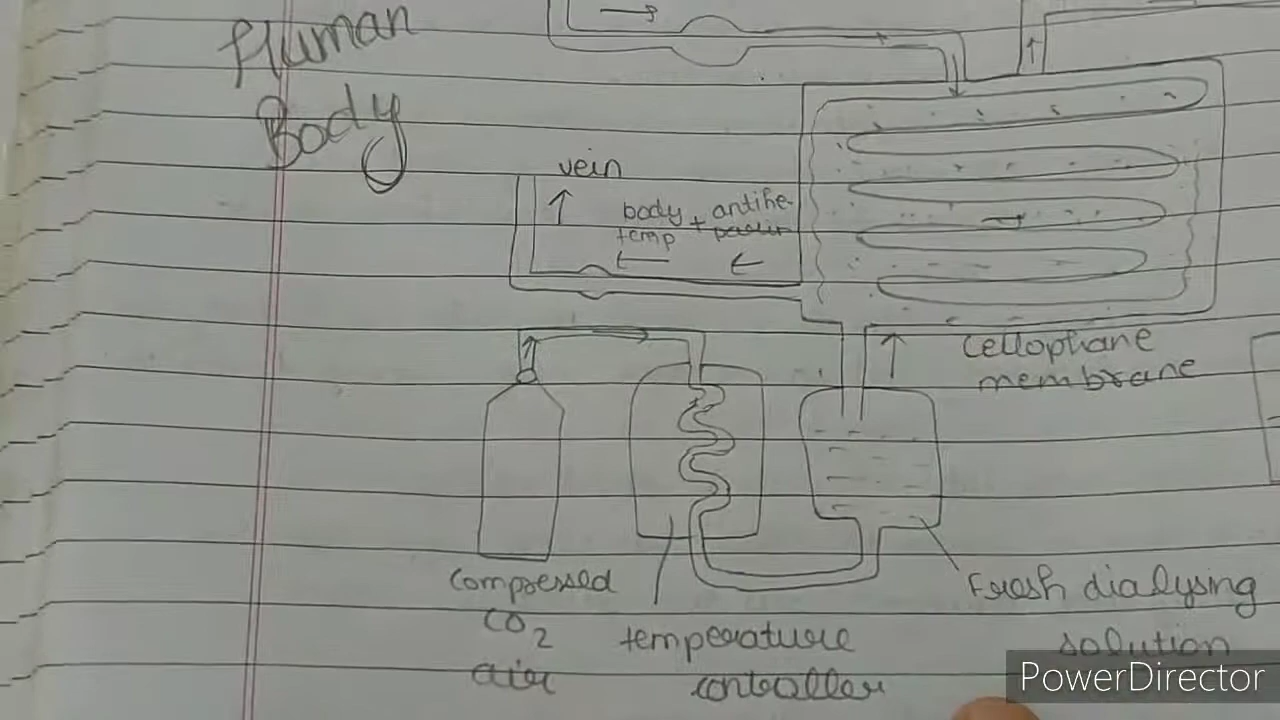 Human
Body
vein
body + antihe-
temp parin
cellophane
membrane
compressed
CO2
air
temperature
controller
Fresh dialysing
solution
PowerDirector